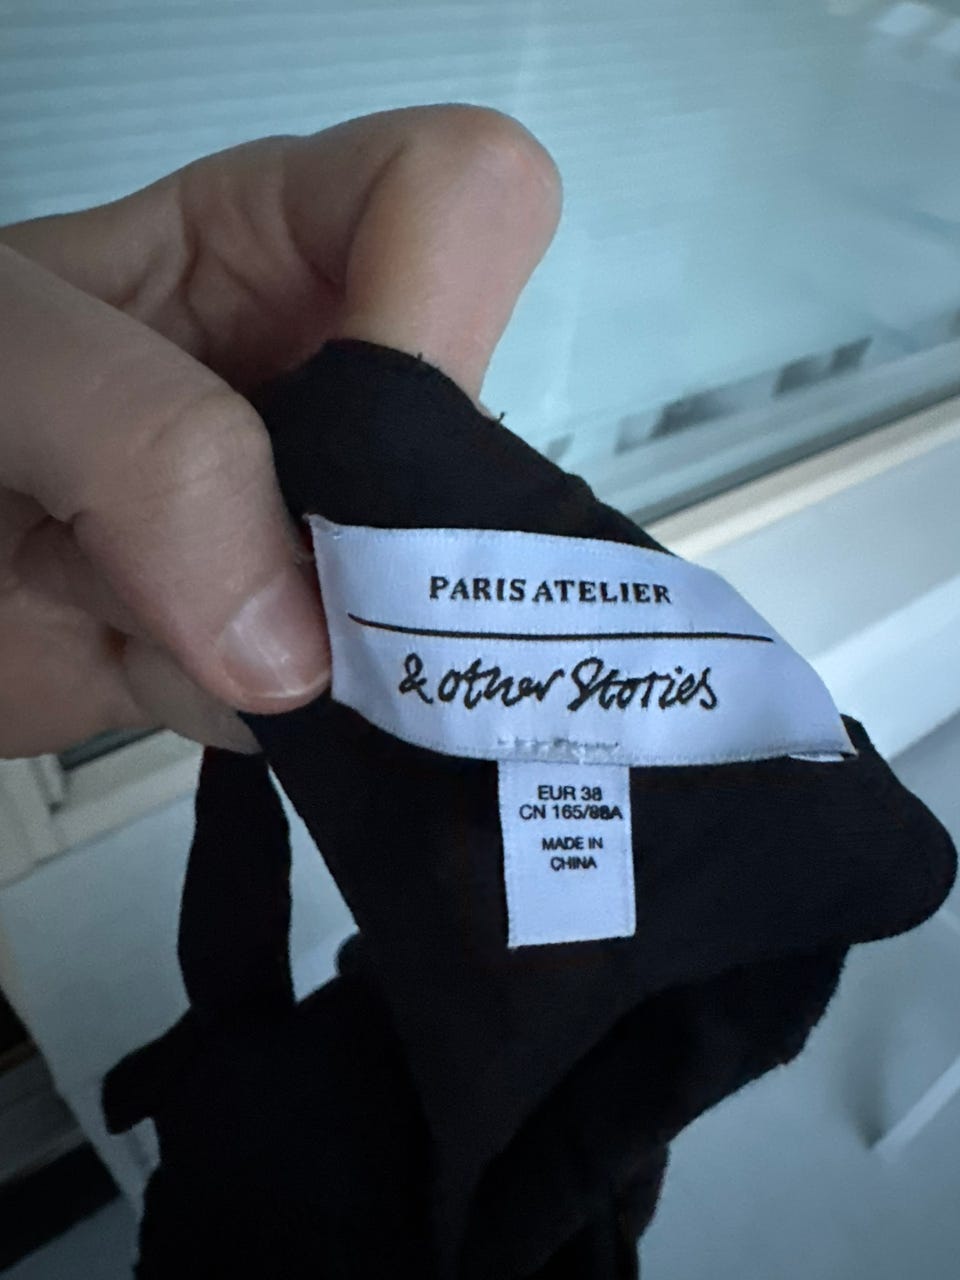 PARIS ATELIER
& other Stories
EUR 38
CN 165/88A
MADE IN
CHINA